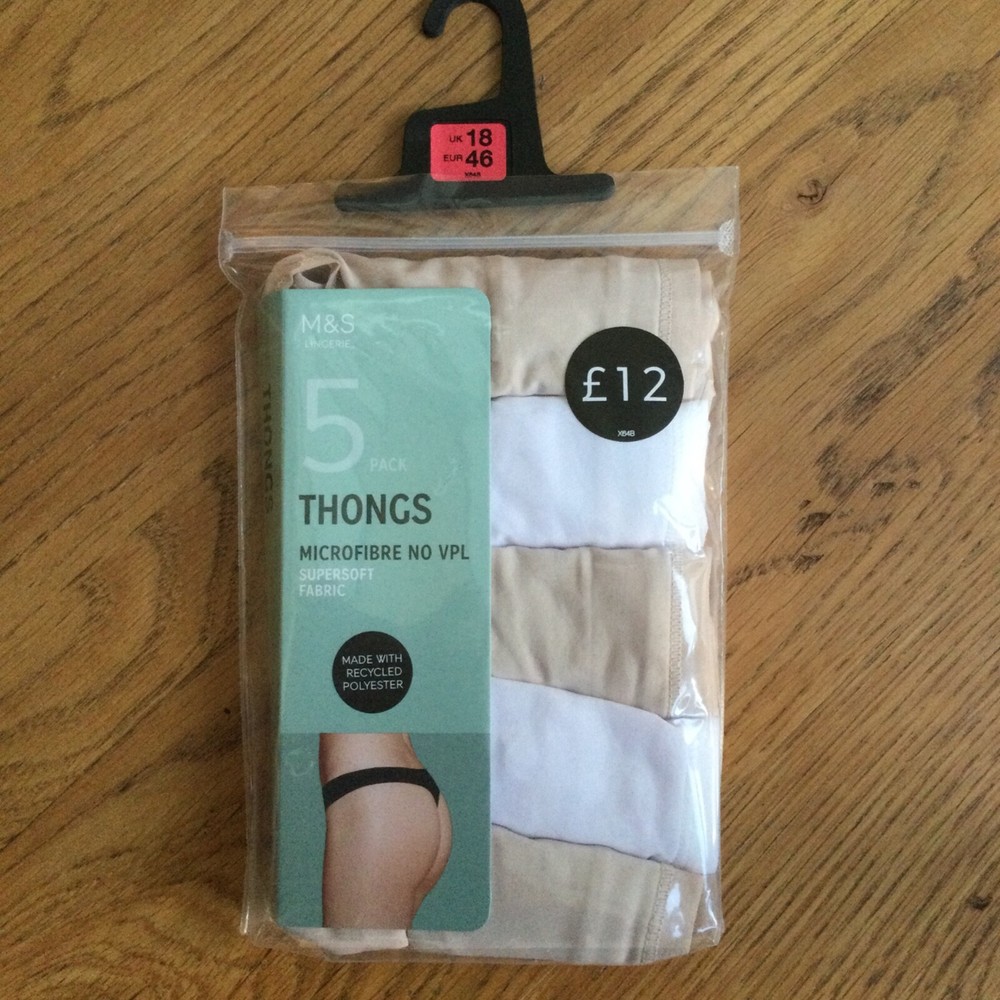 UK 18
EUR 46
M&S
LINGERIE
5 PACK
THONGS
MICROFIBRE NO VPL
SUPERSOFT
FABRIC
MADE WITH
RECYCLED
POLYESTER
£12
THONGS